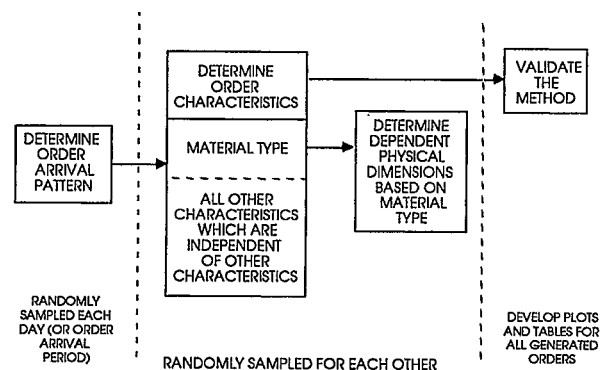 DETERMINE
ORDER
ARRIVAL
PATTERN
DETERMINE
ORDER
CHARACTERISTICS
MATERIAL TYPE
ALL OTHER
CHARACTERISTICS
WHICH ARE
INDEPENDENT
OF OTHER
CHARACTERISTICS
DETERMINE
DEPENDENT
PHYSICAL
DIMENSIONS
BASED ON
MATERIAL
TYPE
VALIDATE
THE
METHOD
RANDOMLY
SAMPLED EACH
DAY (OR ORDER
ARRIVAL
PERIOD)
RANDOMLY SAMPLED FOR EACH OTHER
DEVELOP PLOTS
AND TABLES FOR
ALL GENERATED
ORDERS